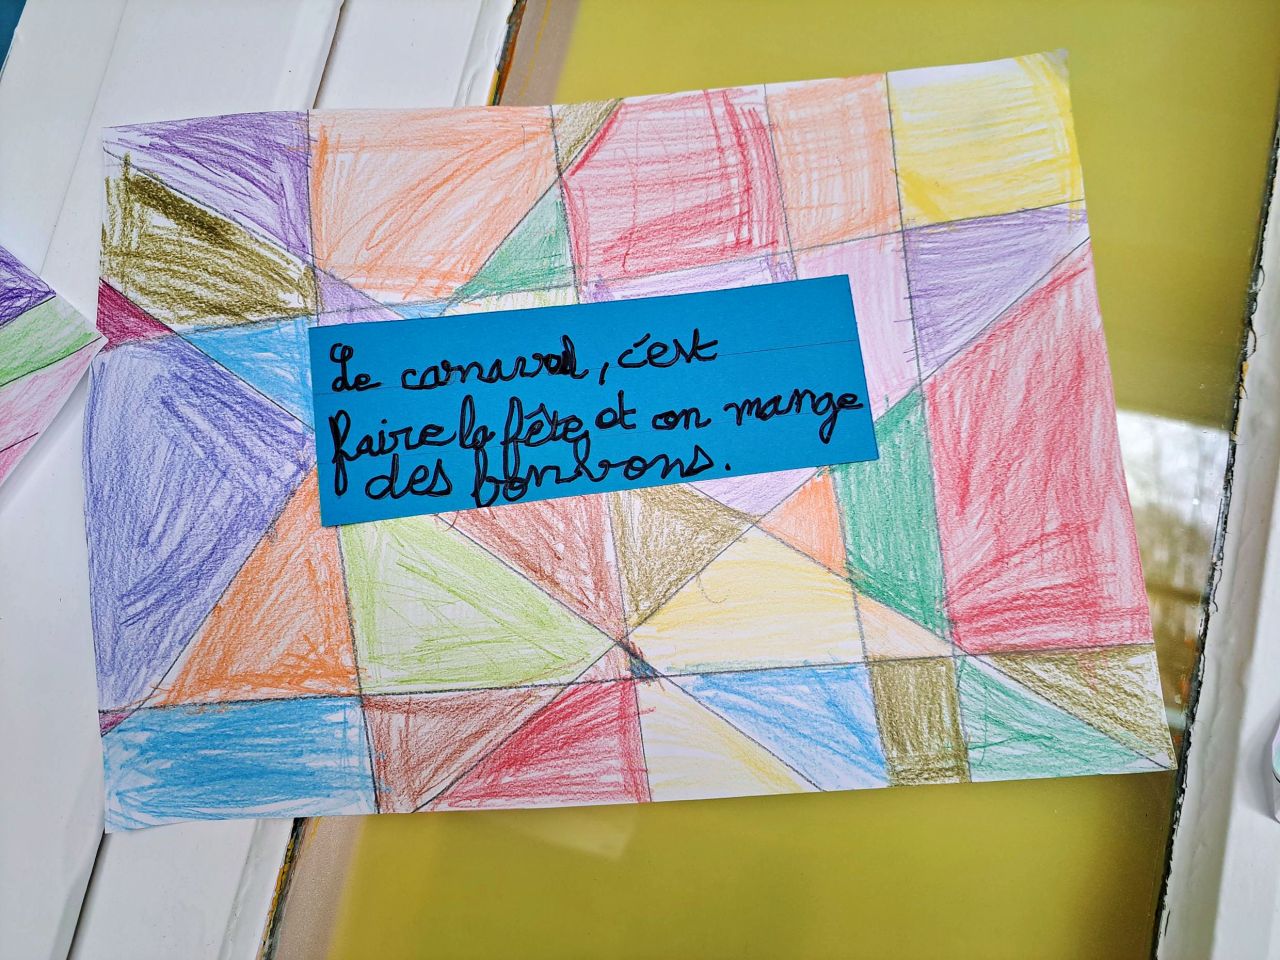 Le carnaval, c'est
faire la fête et on mange
des bonbons.